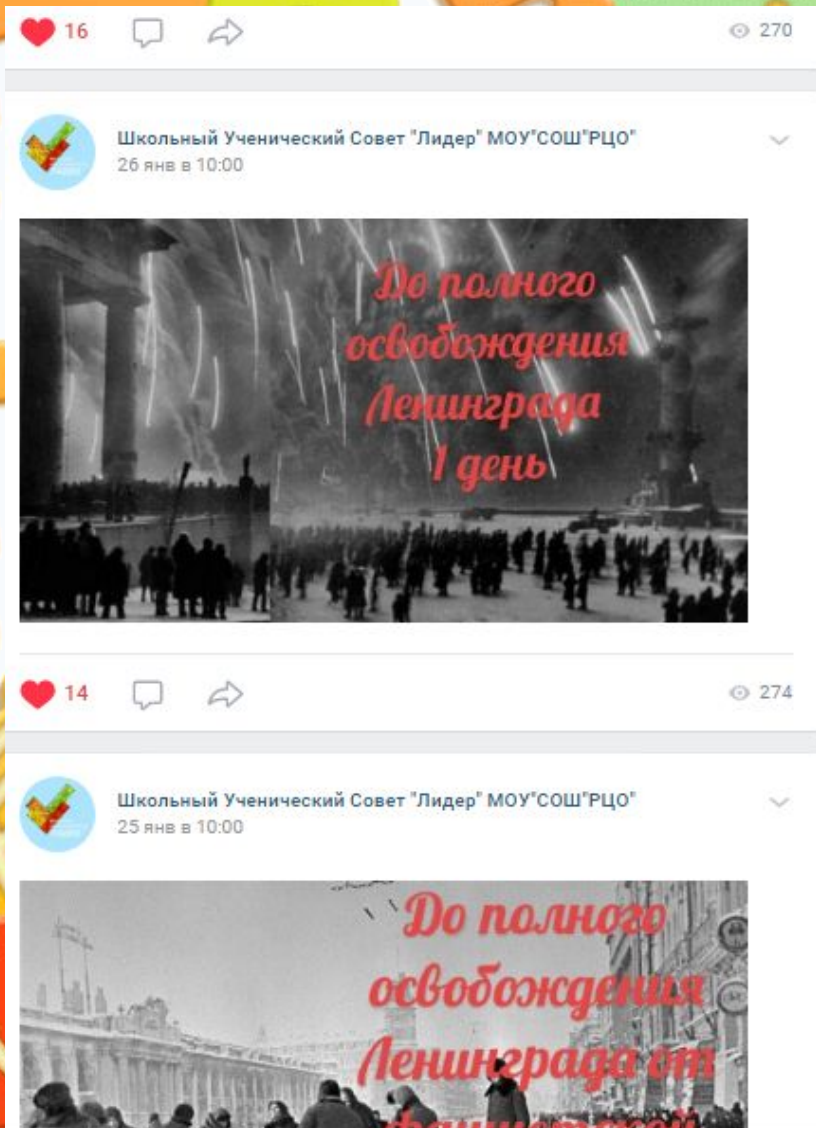 16
270
Школьный Ученический Совет "Лидер" МОУ"СОШ"РЦО"
26 янв в 10:00
До полного
освобождения
Ленинграда
1 день
14
274
Школьный Ученический Совет "Лидер" МОУ"СОШ"РЦО"
25 янв в 10:00
До полного
освобождения
Ленинграда от